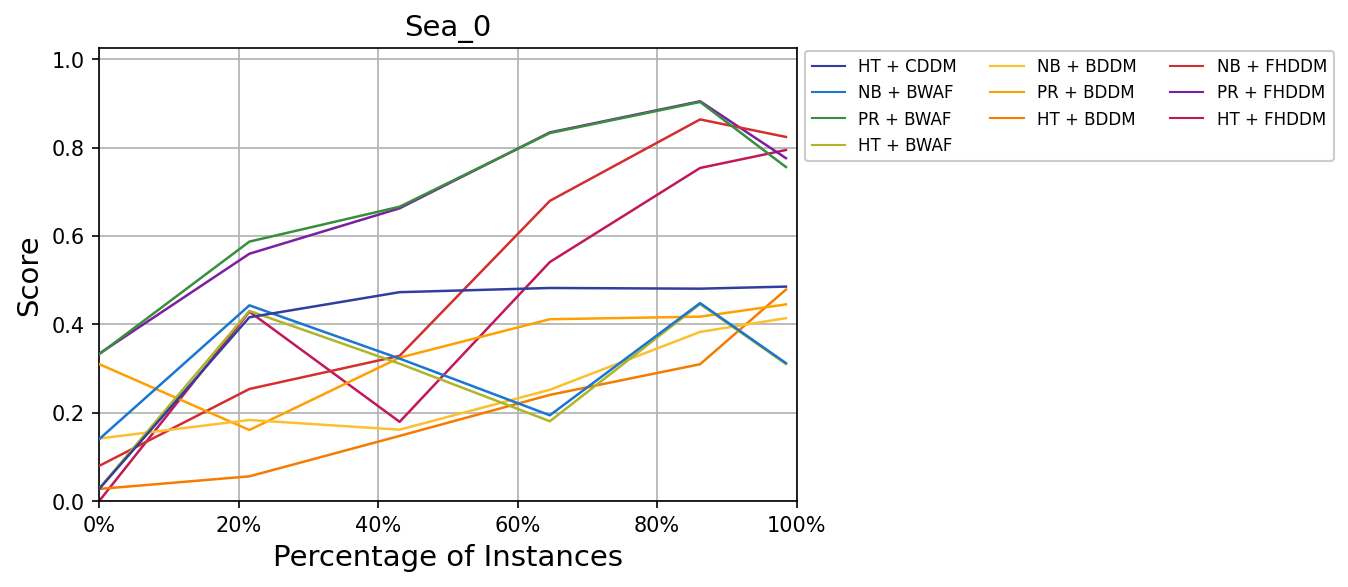 Sea_0
Score
1.0
0.8
0.6
0.4
0.2
0.0
0% 20% 40% 60% 80% 100%
Percentage of Instances
HT + CDDM NB + BDDM NB + FHDDM
NB + BWAF PR + BDDM PR + FHDDM
PR + BWAF HT + BDDM HT + FHDDM
HT + BWAF